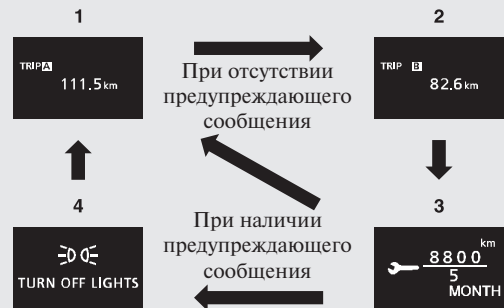 1
2
TRIP A
111.5 km
При отсутствии
предупреждающего
сообщения
TRIP B
82.6 km
4
При наличии
предупреждающего
сообщения
3
TURN OFF LIGHTS
8800 km
5
MONTH